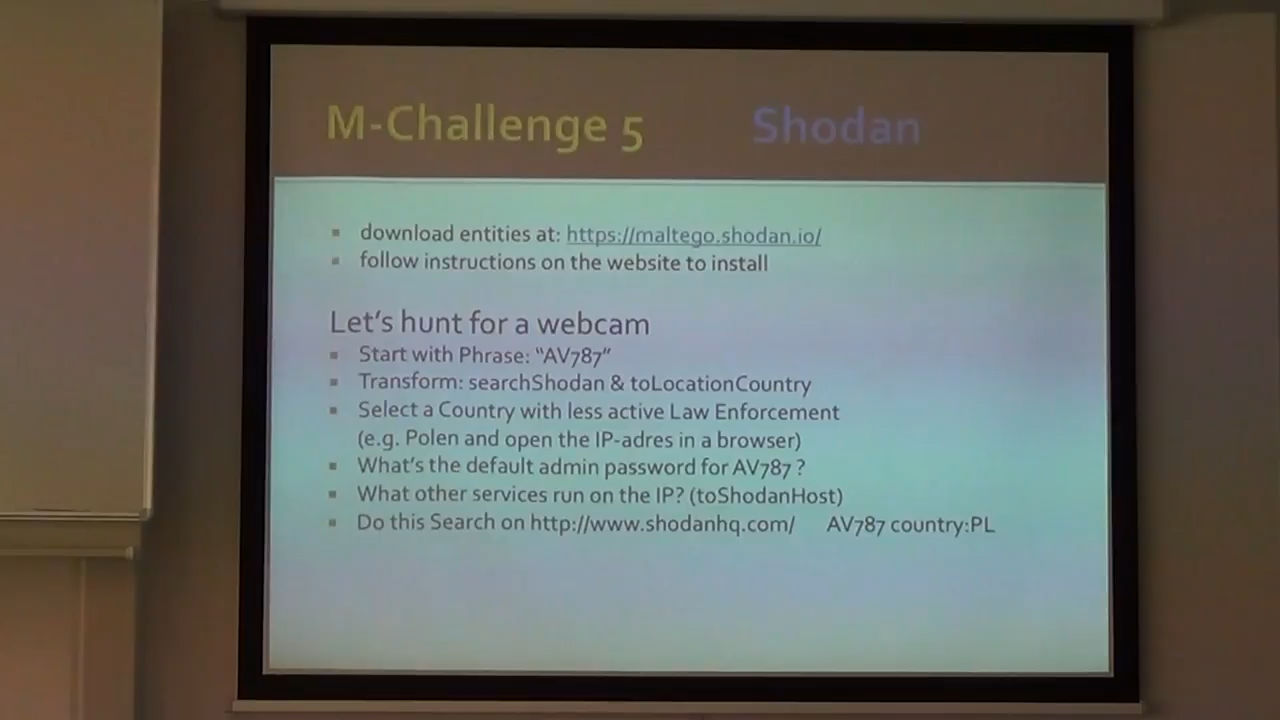 M-Challenge 5 Shodan
▪ download entities at: https://maltego.shodan.io/
▪ follow instructions on the website to install
Let's hunt for a webcam
▪ Start with Phrase: “AV787”
▪ Transform: searchShodan & toLocationCountry
▪ Select a Country with less active Law Enforcement
(e.g. Polen and open the IP-adres in a browser)
▪ What's the default admin password for AV787 ?
▪ What other services run on the IP? (toShodanHost)
▪ Do this Search on http://www.shodanhq.com/ AV787 country:PL